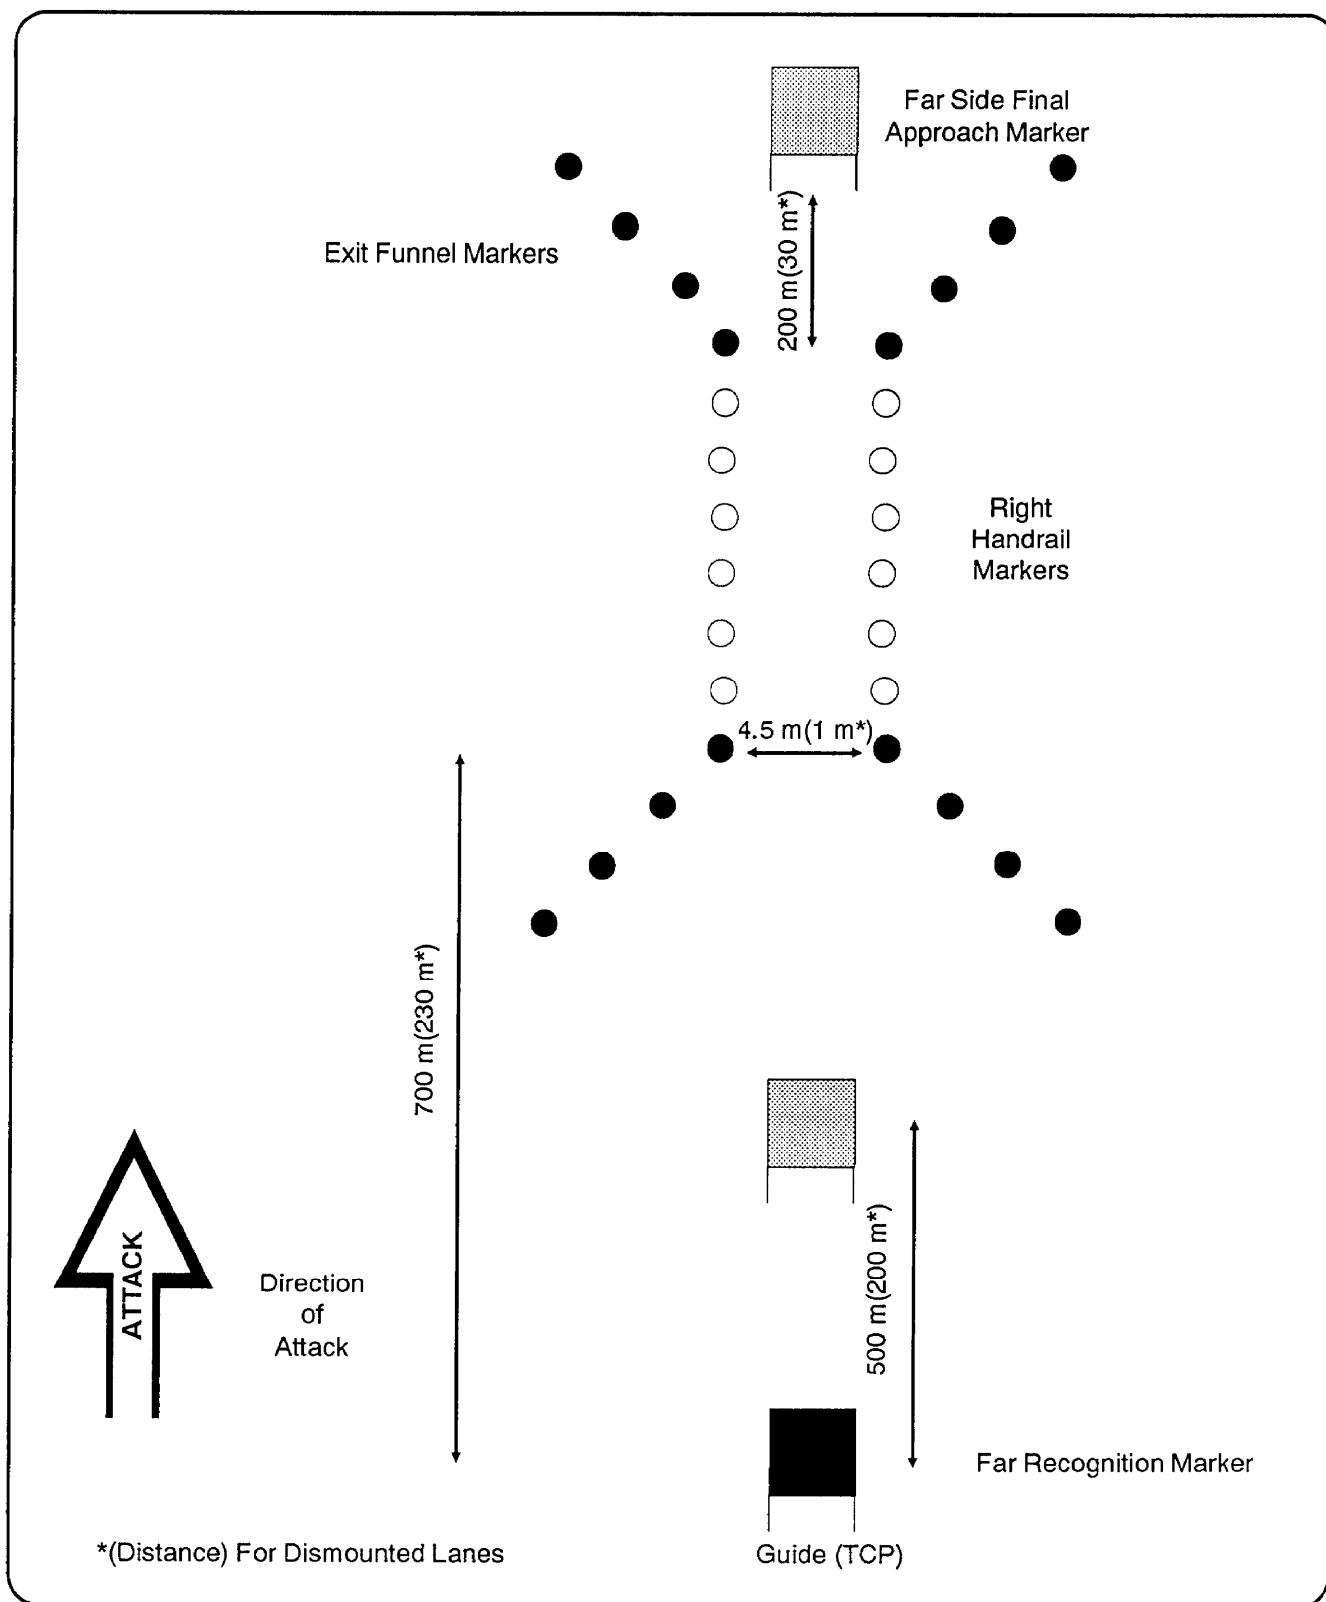 Far Side Final
Approach Marker
200 m(30 m*)
Exit Funnel Markers
Right
Handrail
Markers
4.5 m(1 m*)
700 m(230 m*)
500 m(200 m*)
ATTACK
Direction
of
Attack
Far Recognition Marker
*(Distance) For Dismounted Lanes
Guide (TCP)